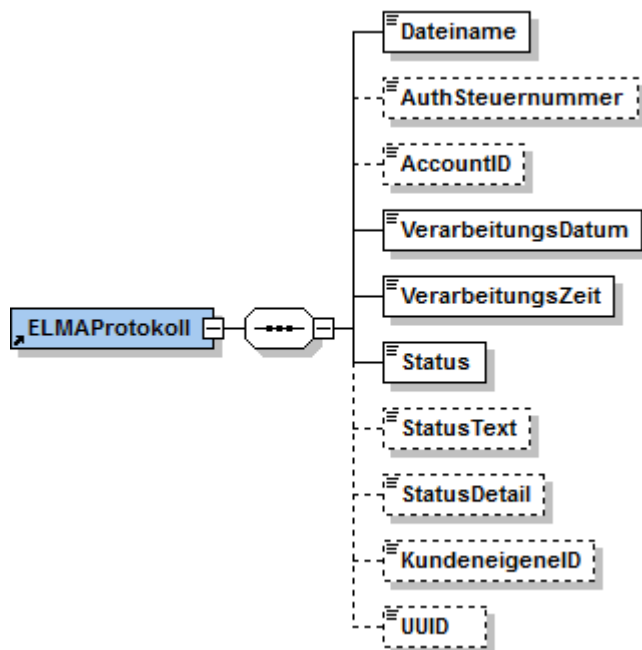 Dateiname
AuthSteuernummer
AccountID
VerarbeitungsDatum
VerarbeitungsZeit
ELMAProtokoll
Status
StatusText
StatusDetail
KundeneigeneID
UUID